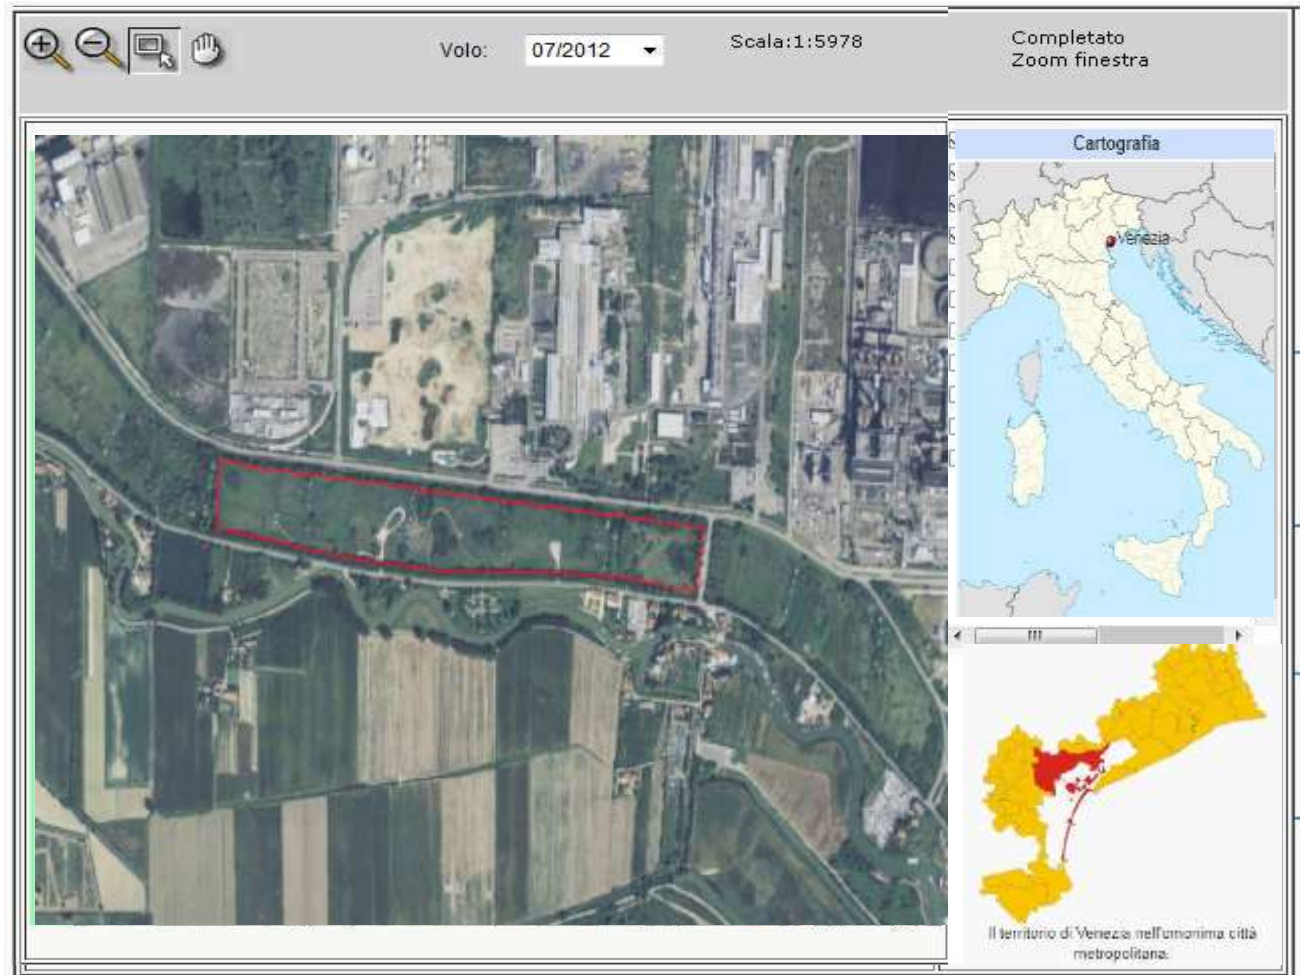 Volo:
07/2012
Scala:1:5978
Completato
Zoom finestra
Cartografia
Venezia
Il territorio di Venezia nell'omonima città
metropolitana.